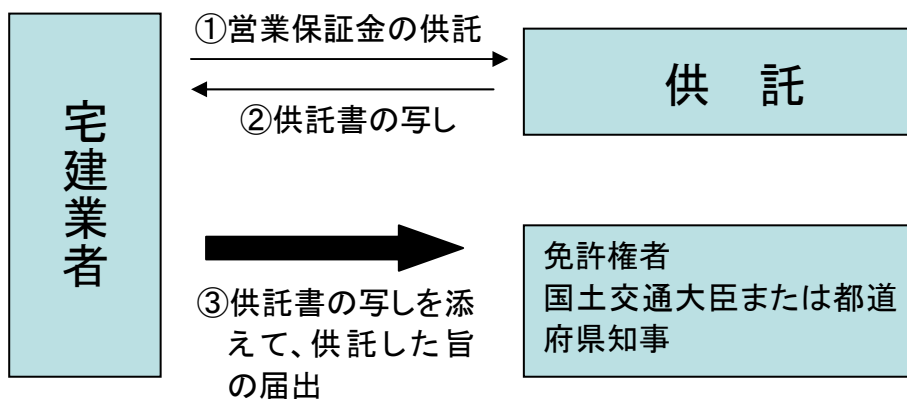 宅建業者
①営業保証金の供託
②供託書の写し
供　託
③供託書の写しを添
えて、供託した旨
の届出
免許権者
国土交通大臣または都道
府県知事